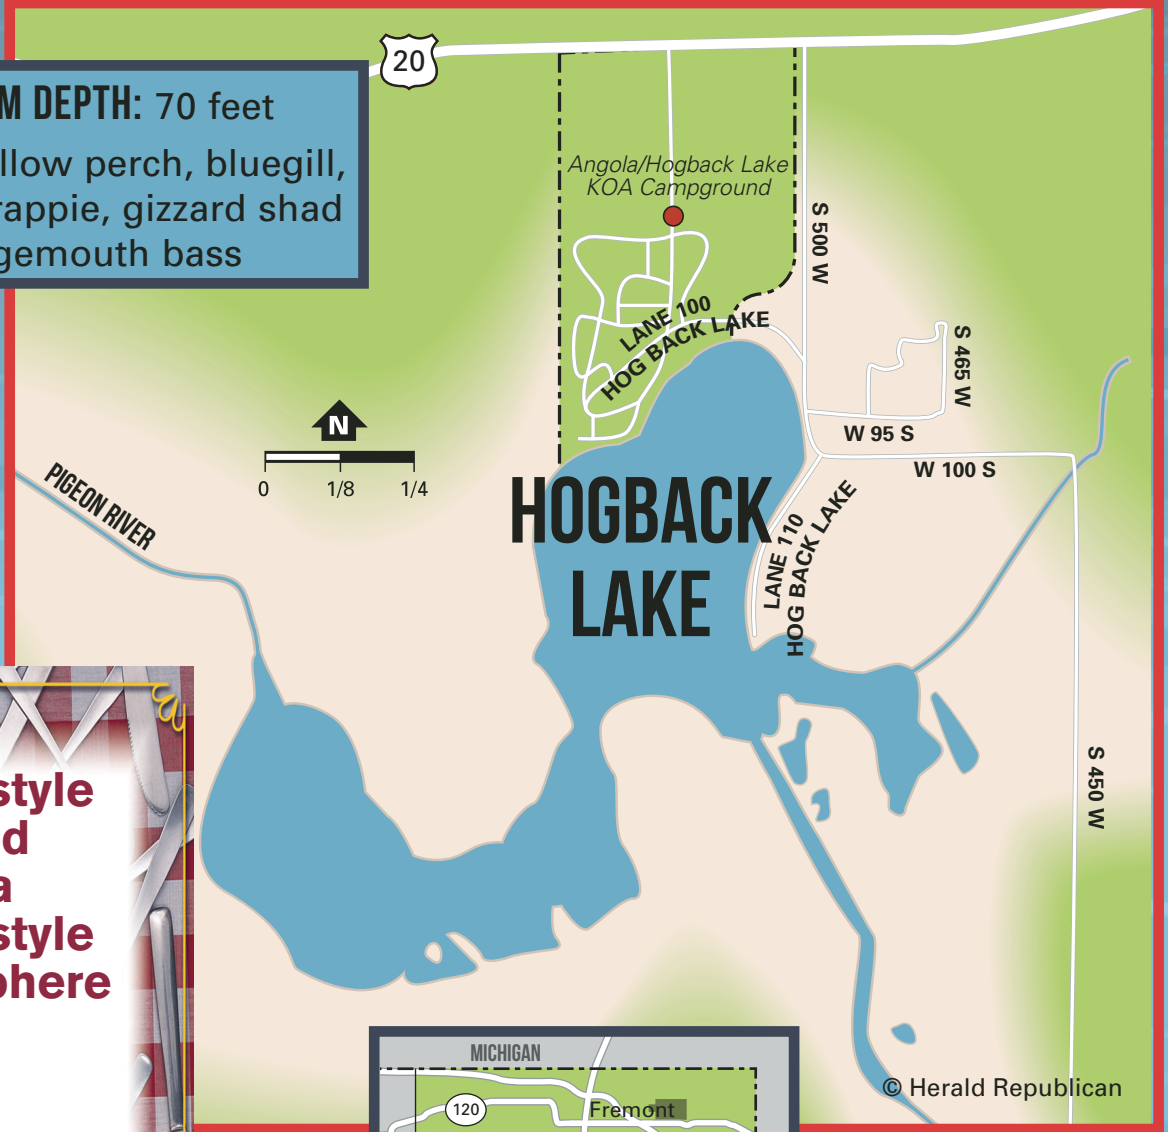 20
M DEPTH: 70 feet
llow perch, bluegill,
rappie, gizzard shad
gemouth bass
Angola/Hogback Lake
KOA Campground
S 500 W
LANE 100
HOG BACK LAKE
S 465 W
W 95 S
W 100 S
N
0 1/8 1/4
PIGEON RIVER
HOGBACK
LAKE
LANE 110
HOG BACK LAKE
S 450 W
style
d
a
style
phere
© Herald Republican
MICHIGAN
120
Fremont